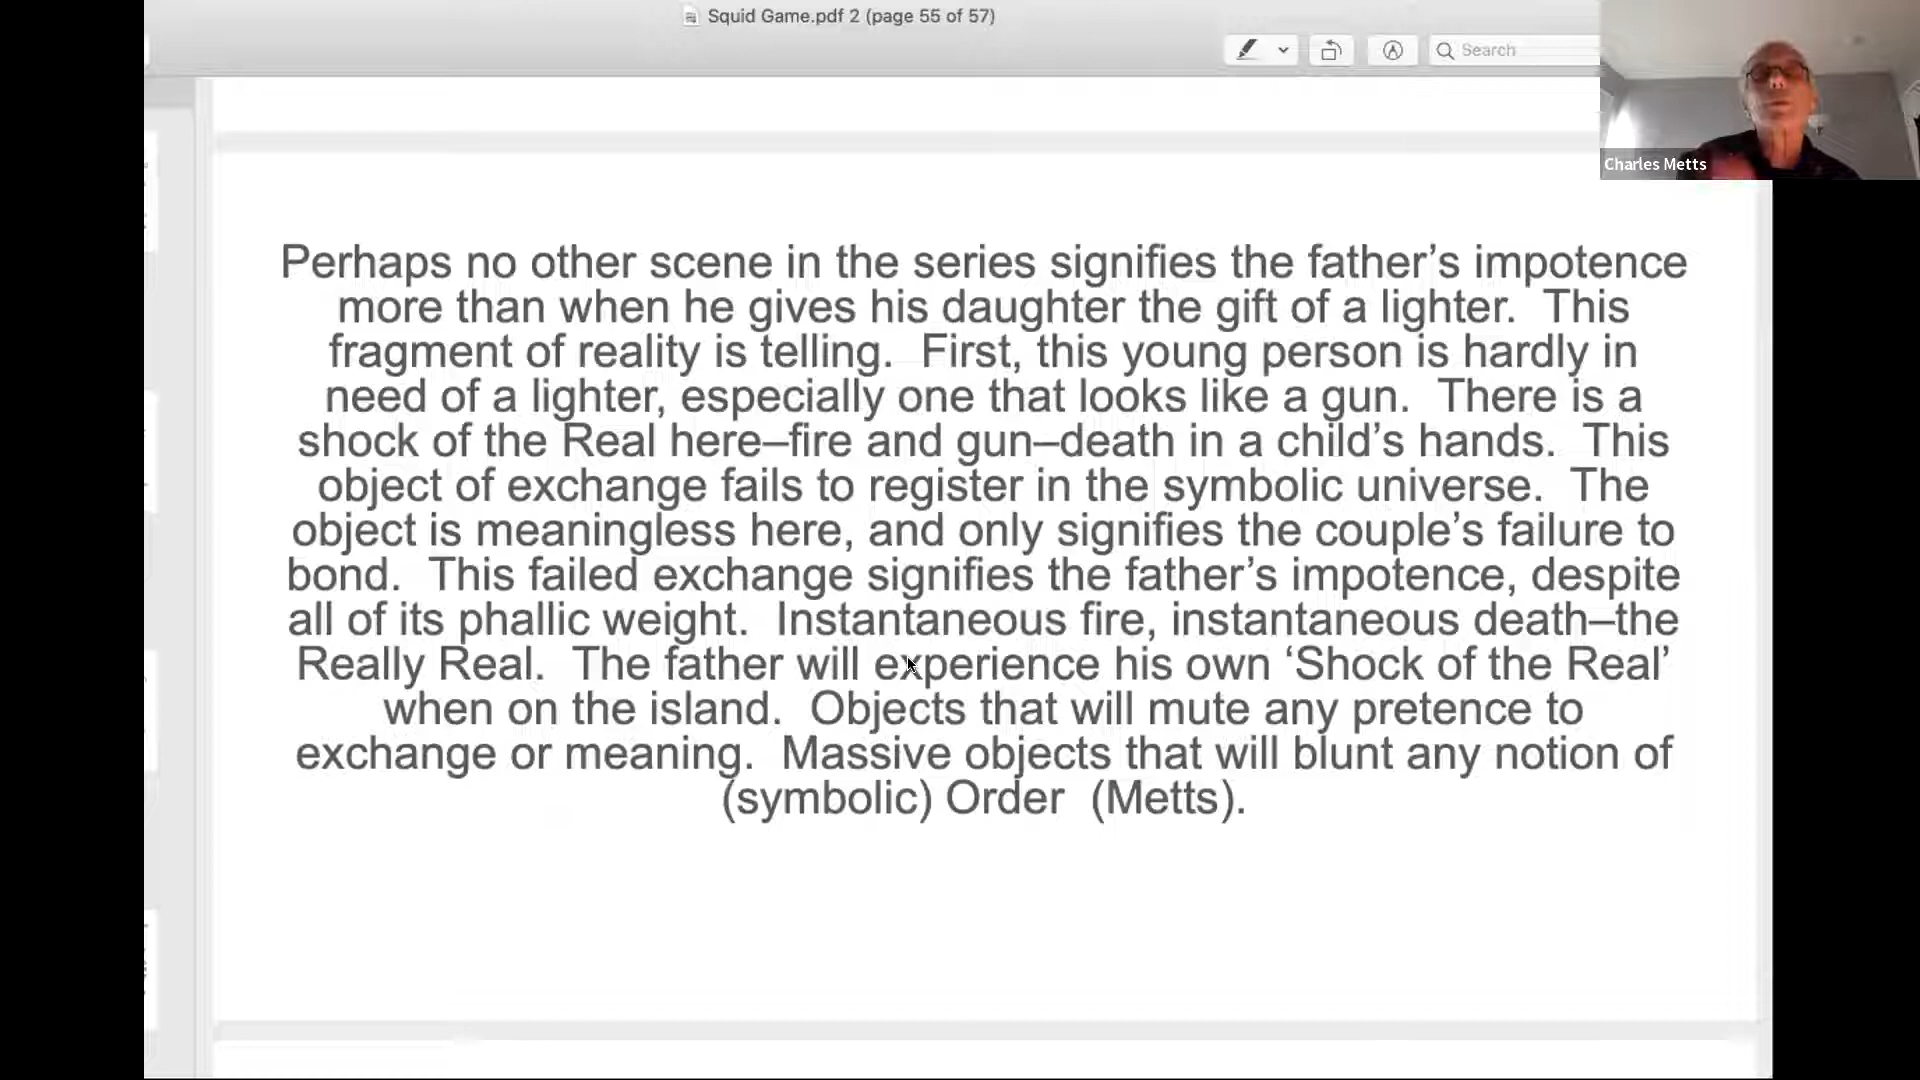 Squid Game.pdf 2 (page 55 of 57)
Search
Charles Metts
Perhaps no other scene in the series signifies the father’s impotence
more than when he gives his daughter the gift of a lighter.  This
fragment of reality is telling.  First, this young person is hardly in
need of a lighter, especially one that looks like a gun.  There is a
shock of the Real here–fire and gun–death in a child’s hands.  This
object of exchange fails to register in the symbolic universe.  The
object is meaningless here, and only signifies the couple’s failure to
bond.  This failed exchange signifies the father’s impotence, despite
all of its phallic weight.  Instantaneous fire, instantaneous death–the
Really Real.  The father will experience his own ‘Shock of the Real’
when on the island.  Objects that will mute any pretence to
exchange or meaning.  Massive objects that will blunt any notion of
(symbolic) Order  (Metts).